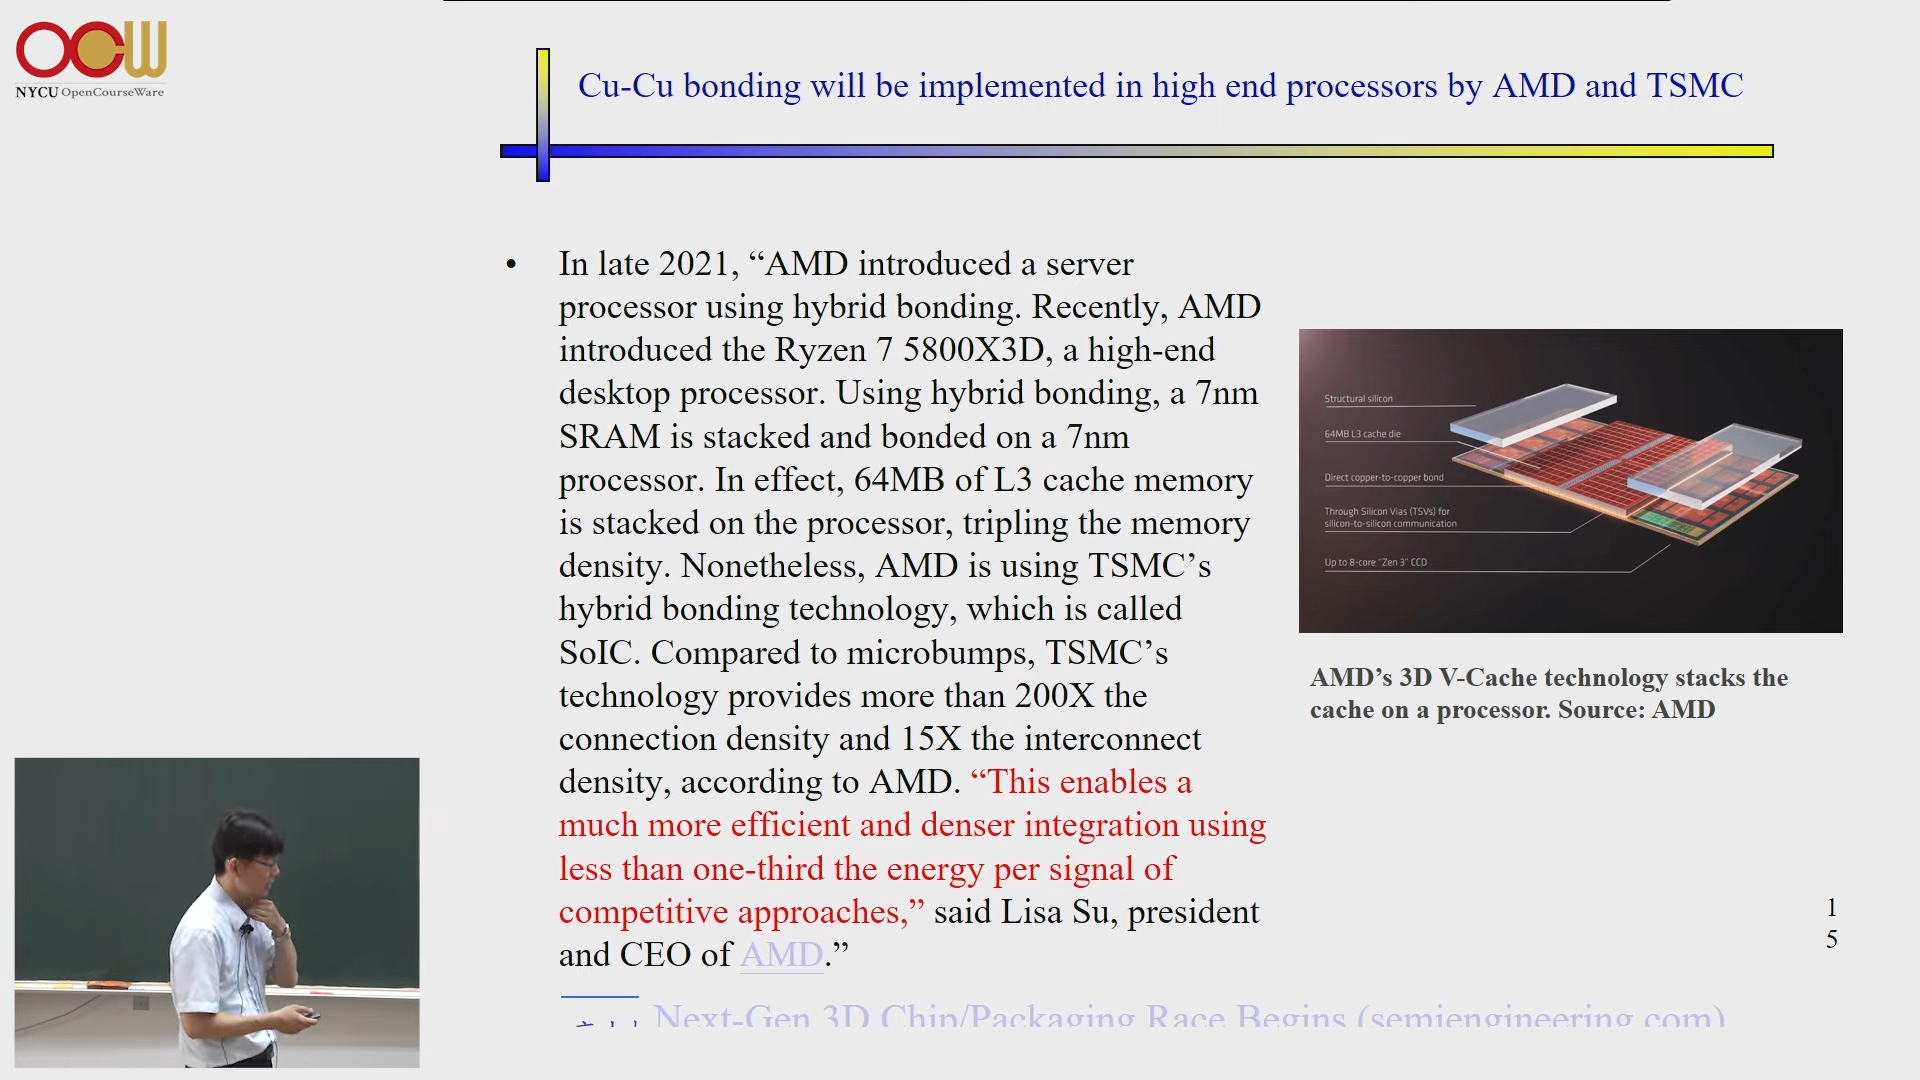 OCW
NYCU OpenCourseWare
Cu-Cu bonding will be implemented in high end processors by AMD and TSMC
• In late 2021, “AMD introduced a server
processor using hybrid bonding. Recently, AMD
introduced the Ryzen 7 5800X3D, a high-end
desktop processor. Using hybrid bonding, a 7nm
SRAM is stacked and bonded on a 7nm
processor. In effect, 64MB of L3 cache memory
is stacked on the processor, tripling the memory
density. Nonetheless, AMD is using TSMC’s
hybrid bonding technology, which is called
SoIC. Compared to microbumps, TSMC’s
technology provides more than 200X the
connection density and 15X the interconnect
density, according to AMD. “This enables a
much more efficient and denser integration using
less than one-third the energy per signal of
competitive approaches,” said Lisa Su, president
and CEO of AMD.”
Next-Gen 3D Chip/Packaging Race Begins (semiengineering.com)
Structural silicon
64MB L3 cache die
Direct copper-to-copper bond
Through Silicon Vias (TSVs) for
silicon-to-silicon communication
Up to 8-core "Zen 3" CCD
AMD’s 3D V-Cache technology stacks the
cache on a processor. Source: AMD
1
5